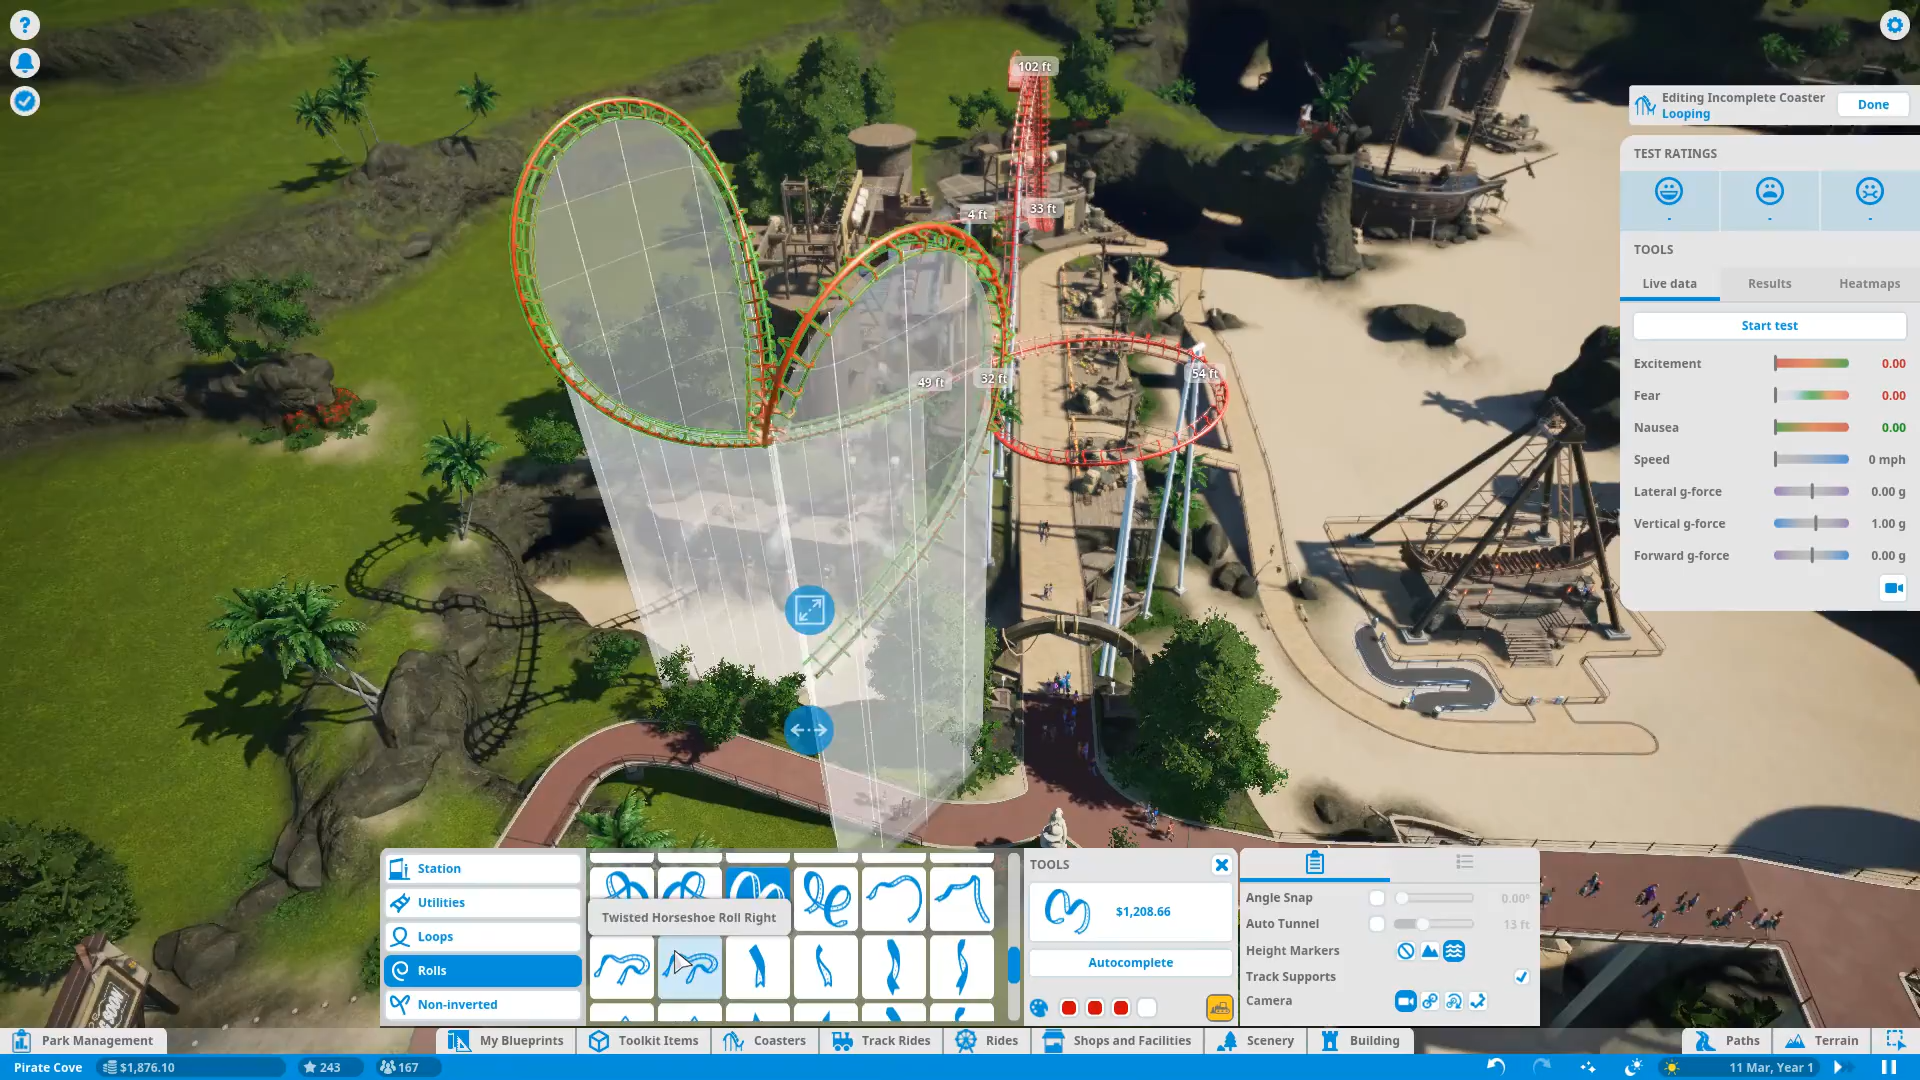 102 ft
Editing Incomplete Coaster
Looping
Done
TEST RATINGS
-
-
-
4 ft
33 ft
TOOLS
Live data
Results
Heatmaps
Start test
49 ft
32 ft
54 ft
Excitement
0.00
Fear
0.00
Nausea
0.00
Speed
0 mph
Lateral g-force
0.00 g
Vertical g-force
1.00 g
Forward g-force
0.00 g
Station
Utilities
Loops
Rolls
Non-inverted
Twisted Horseshoe Roll Right
TOOLS
$1,208.66
Autocomplete
Angle Snap
0.00°
Auto Tunnel
13 ft
Height Markers
Track Supports
Camera
SOON
Park Management
My Blueprints
Toolkit Items
Coasters
Track Rides
Rides
Shops and Facilities
Scenery
Building
Paths
Terrain
Pirate Cove
$1,876.10
243
167
11 Mar, Year 1